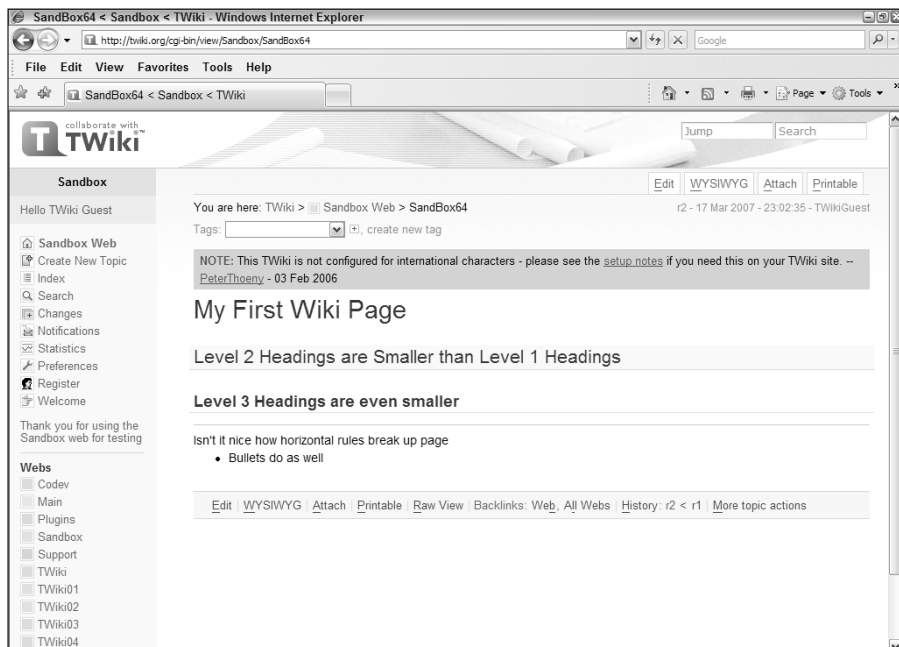 SandBox64 < Sandbox < TWiki - Windows Internet Explorer
http://twiki.org/cgi-bin/view/Sandbox/SandBox64
Google
File Edit View Favorites Tools Help
SandBox64 < Sandbox < TWiki
Page Tools »
collaborate with
TWiki™
Jump Search
Sandbox
Edit WYSIWYG Attach Printable
Hello TWiki Guest
You are here: TWiki > Sandbox Web > SandBox64
r2 - 17 Mar 2007 - 23:02:35 - TWikiGuest
Tags: , create new tag
Sandbox Web
Create New Topic
Index
Search
Changes
Notifications
Statistics
Preferences
Register
Welcome
Thank you for using the
Sandbox web for testing
Webs
Codev
Main
Plugins
Sandbox
Support
TWiki
TWiki01
TWiki02
TWiki03
TWiki04
NOTE: This TWiki is not configured for international characters - please see the setup notes if you need this on your TWiki site. --
PeterThoeny - 03 Feb 2006
My First Wiki Page
Level 2 Headings are Smaller than Level 1 Headings
Level 3 Headings are even smaller
Isn't it nice how horizontal rules break up page
• Bullets do as well
Edit | WYSIWYG | Attach | Printable | Raw View | Backlinks: Web, All Webs | History: r2 < r1 | More topic actions